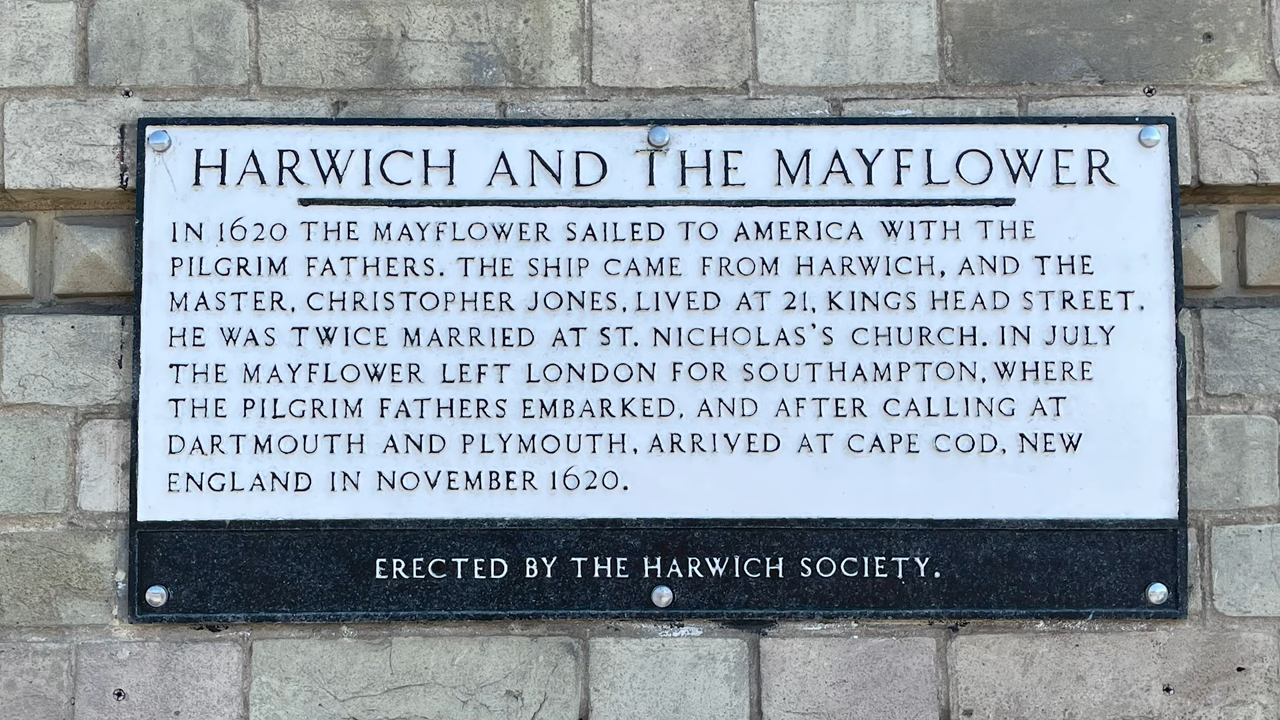 HARWICH AND THE MAYFLOWER
IN 1620 THE MAYFLOWER SAILED TO AMERICA WITH THE
PILGRIM FATHERS. THE SHIP CAME FROM HARWICH, AND THE
MASTER, CHRISTOPHER JONES, LIVED AT 21, KINGS HEAD STREET.
HE WAS TWICE MARRIED AT ST. NICHOLAS'S CHURCH. IN JULY
THE MAYFLOWER LEFT LONDON FOR SOUTHAMPTON, WHERE
THE PILGRIM FATHERS EMBARKED, AND AFTER CALLING AT
DARTMOUTH AND PLYMOUTH, ARRIVED AT CAPE COD, NEW
ENGLAND IN NOVEMBER 1620.
ERECTED BY THE HARWICH SOCIETY.